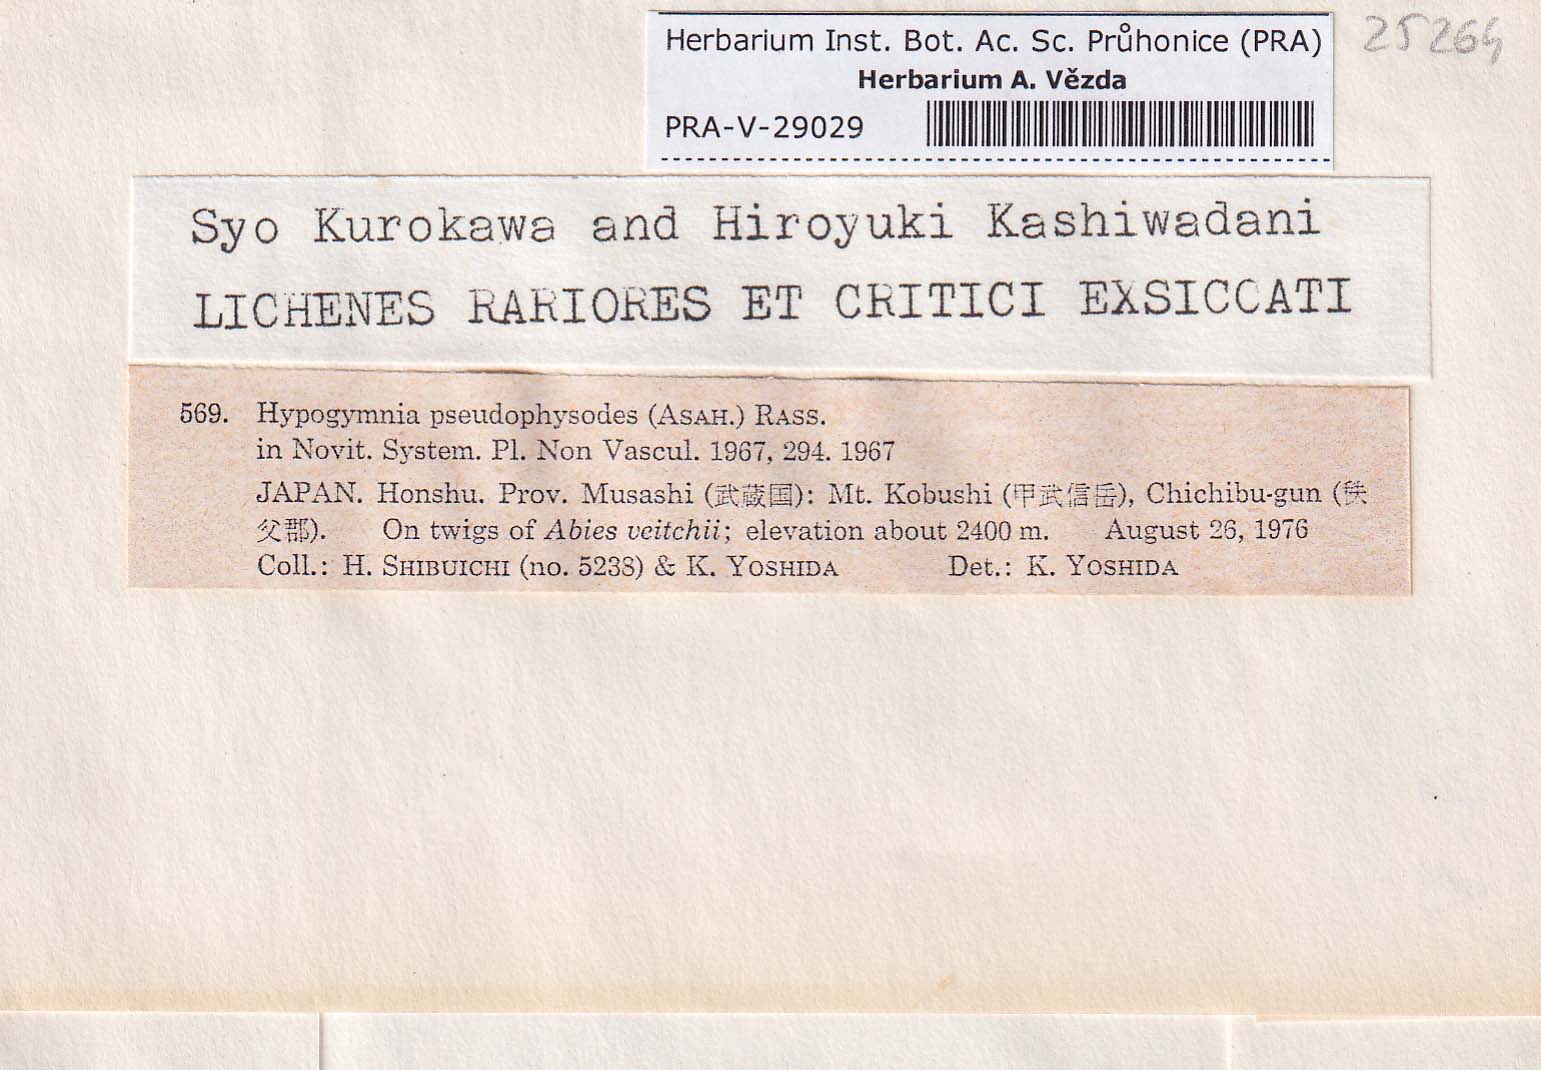 Herbarium Inst. Bot. Ac. Sc. Průhonice (PRA)
Herbarium A. Vězda
PRA-V-29029
25264
Syo Kurokawa and Hiroyuki Kashiwadani
LICHENES RARIORES ET CRITICI EXSICCATI
569. Hypogymnia pseudophysodes (ASAH.) RASS.
in Novit. System. Pl. Non Vascul. 1967, 294. 1967
JAPAN. Honshu. Prov. Musashi (武蔵国): Mt. Kobushi (甲武信岳), Chichibu-gun (秩
父郡). On twigs of Abies veitchii; elevation about 2400 m. August 26, 1976
Coll.: H. SHIBUICHI (no. 5238) & K. YOSHIDA Det.: K. YOSHIDA